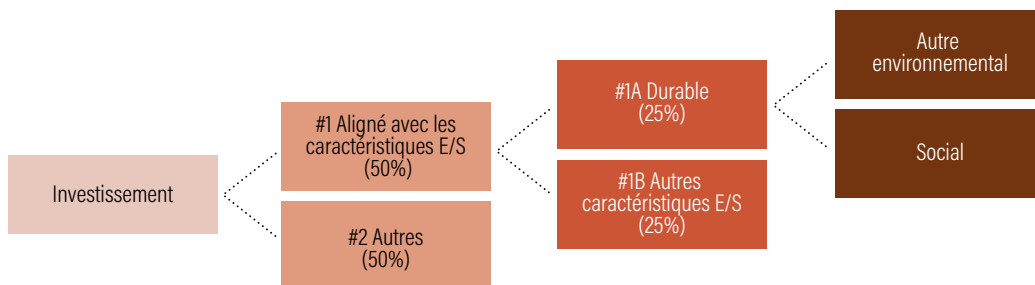 Investissement
#1 Aligné avec les
caractéristiques E/S
(50%)
#2 Autres
(50%)
#1A Durable
(25%)
#1B Autres
caractéristiques E/S
(25%)
Autre
environnemental
Social